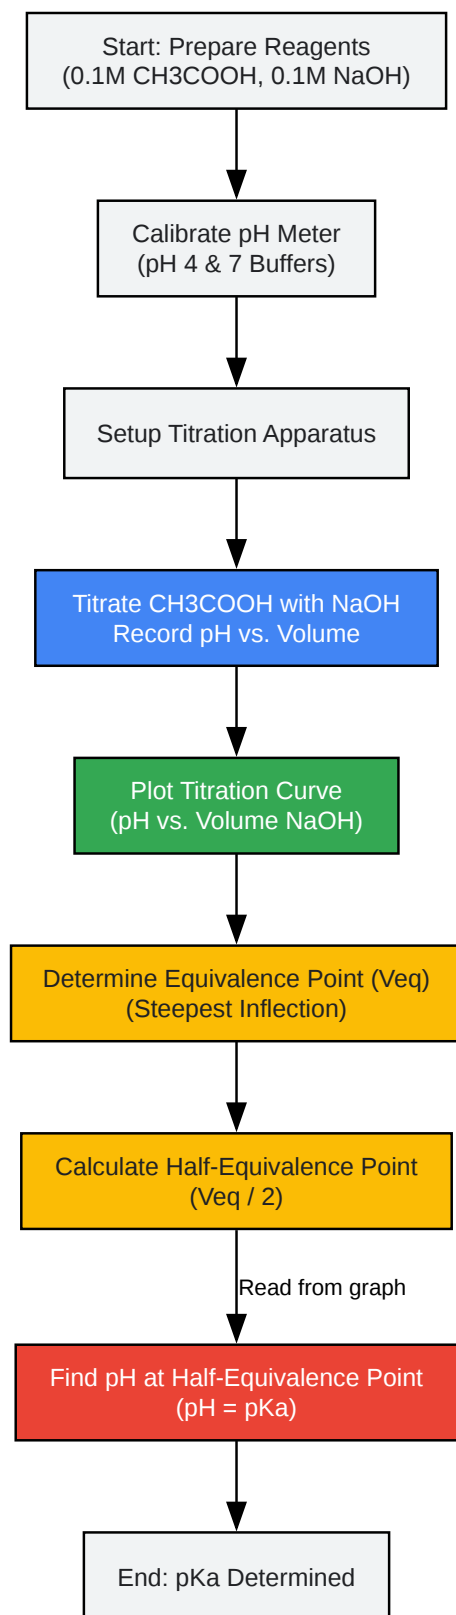 Start: Prepare Reagents
(0.1M CH3COOH, 0.1M NaOH)
Calibrate pH Meter
(pH 4 & 7 Buffers)
Setup Titration Apparatus
Titrate CH3COOH with NaOH
Record pH vs. Volume
Plot Titration Curve
(pH vs. Volume NaOH)
Determine Equivalence Point (Veq)
(Steepest Inflection)
Calculate Half-Equivalence Point
(Veq / 2)
Read from graph
Find pH at Half-Equivalence Point
(pH = pKa)
End: pKa Determined